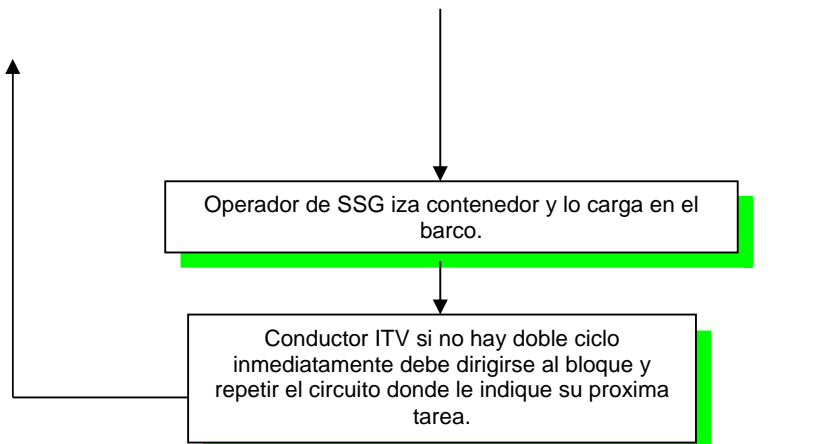 Operador de SSG iza contenedor y lo carga en el
barco.
Conductor ITV si no hay doble ciclo
inmediatamente debe dirigirse al bloque y
repetir el circuito donde le indique su proxima
tarea.